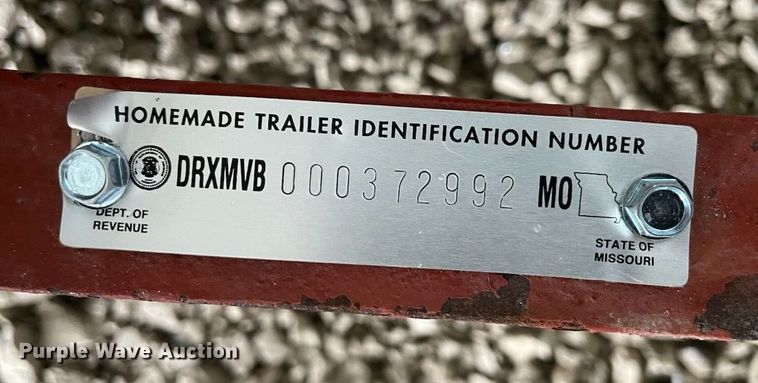 HOMEMADE TRAILER IDENTIFICATION NUMBER
DRXMVB 000372992 MO
DEPT. OF
REVENUE
STATE OF
MISSOURI
Purple Wave Auction